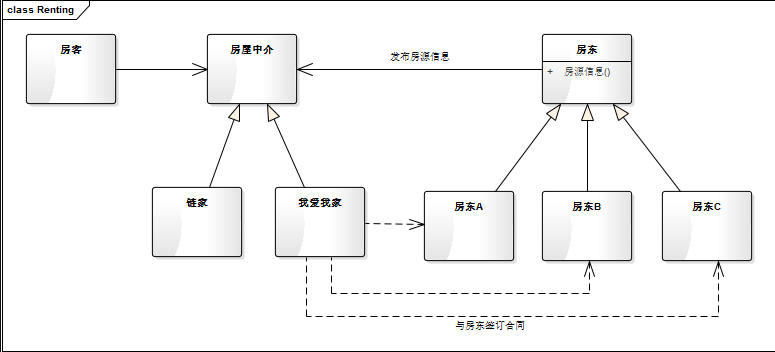 class Renting
房客
房屋中介
发布房源信息
房东
+ 房源信息()
链家
我爱我家
房东A
房东B
房东C
与房东签订合同